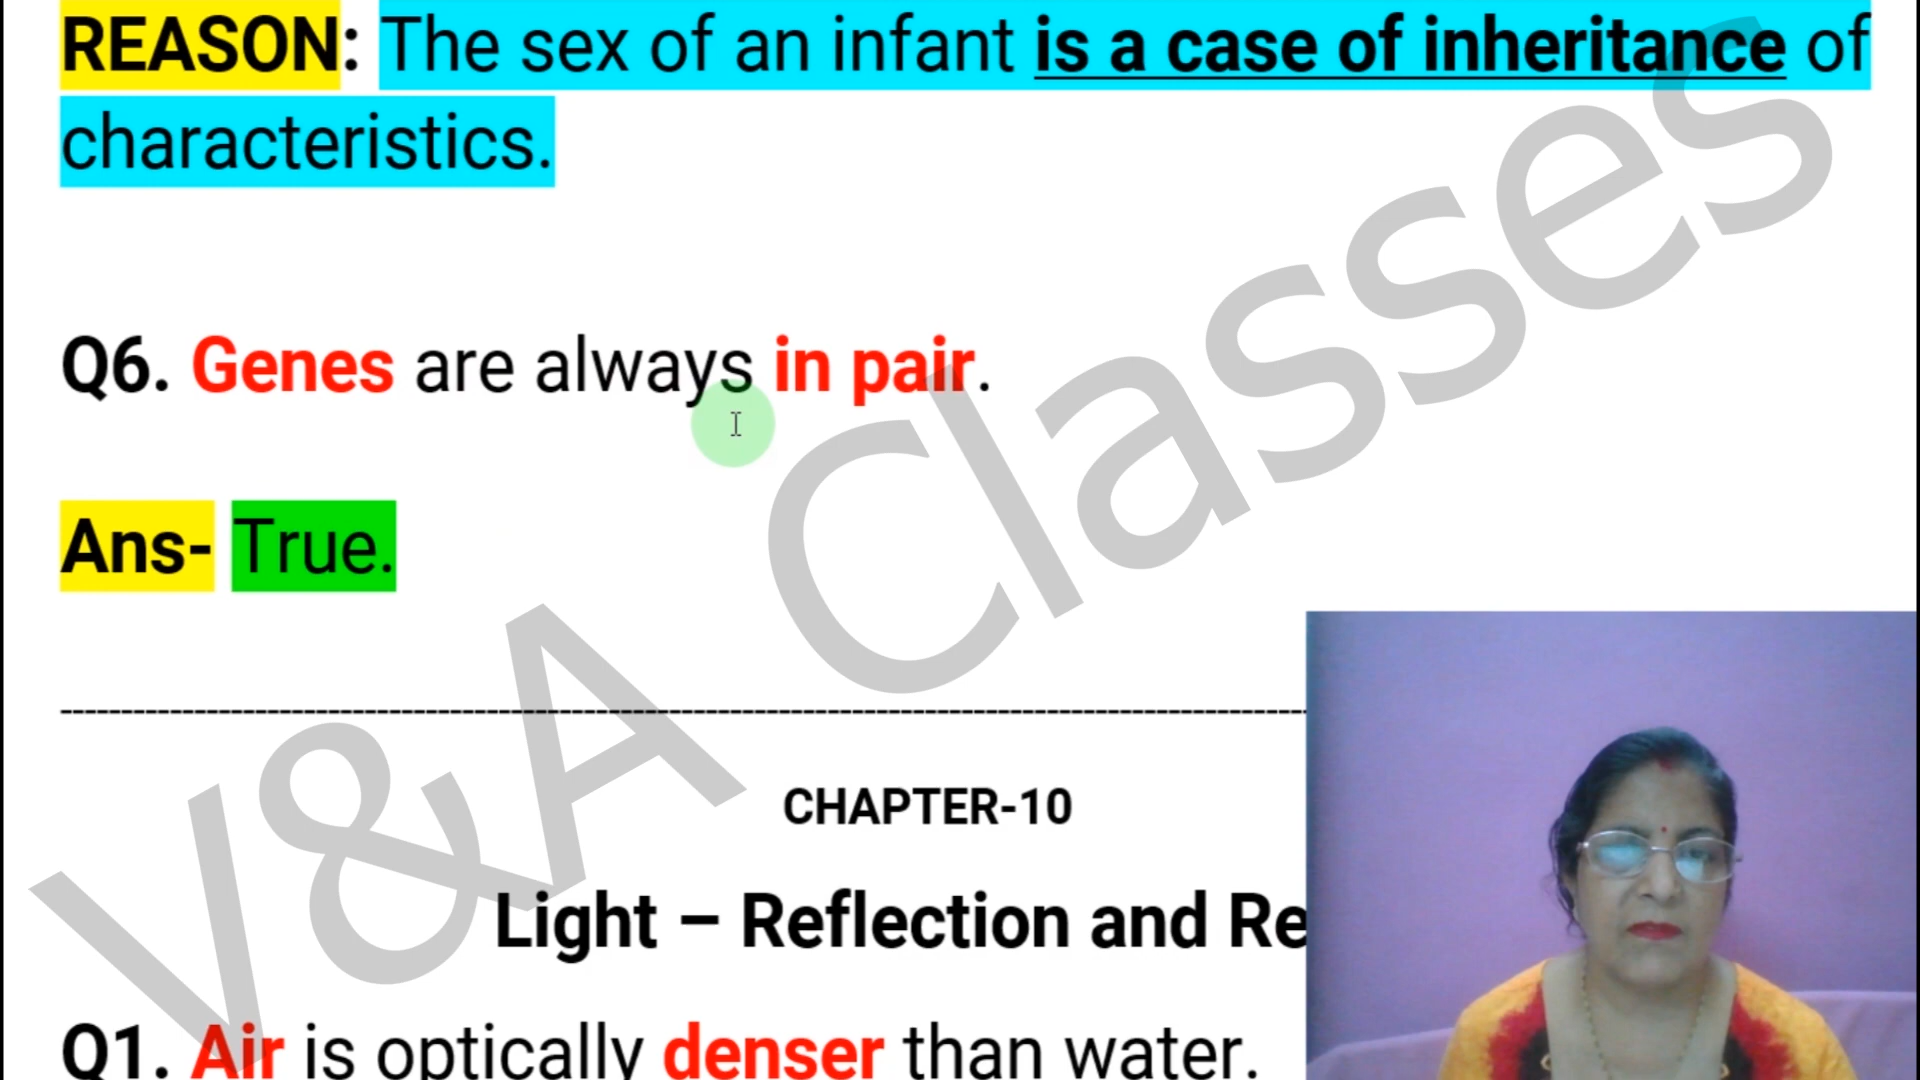 REASON: The sex of an infant is a case of inheritance of
characteristics.
Q6. Genes are always in pair.
Ans- True.
CHAPTER-10
Light – Reflection and Re
Q1. Air is optically denser than water.
V&A Classes